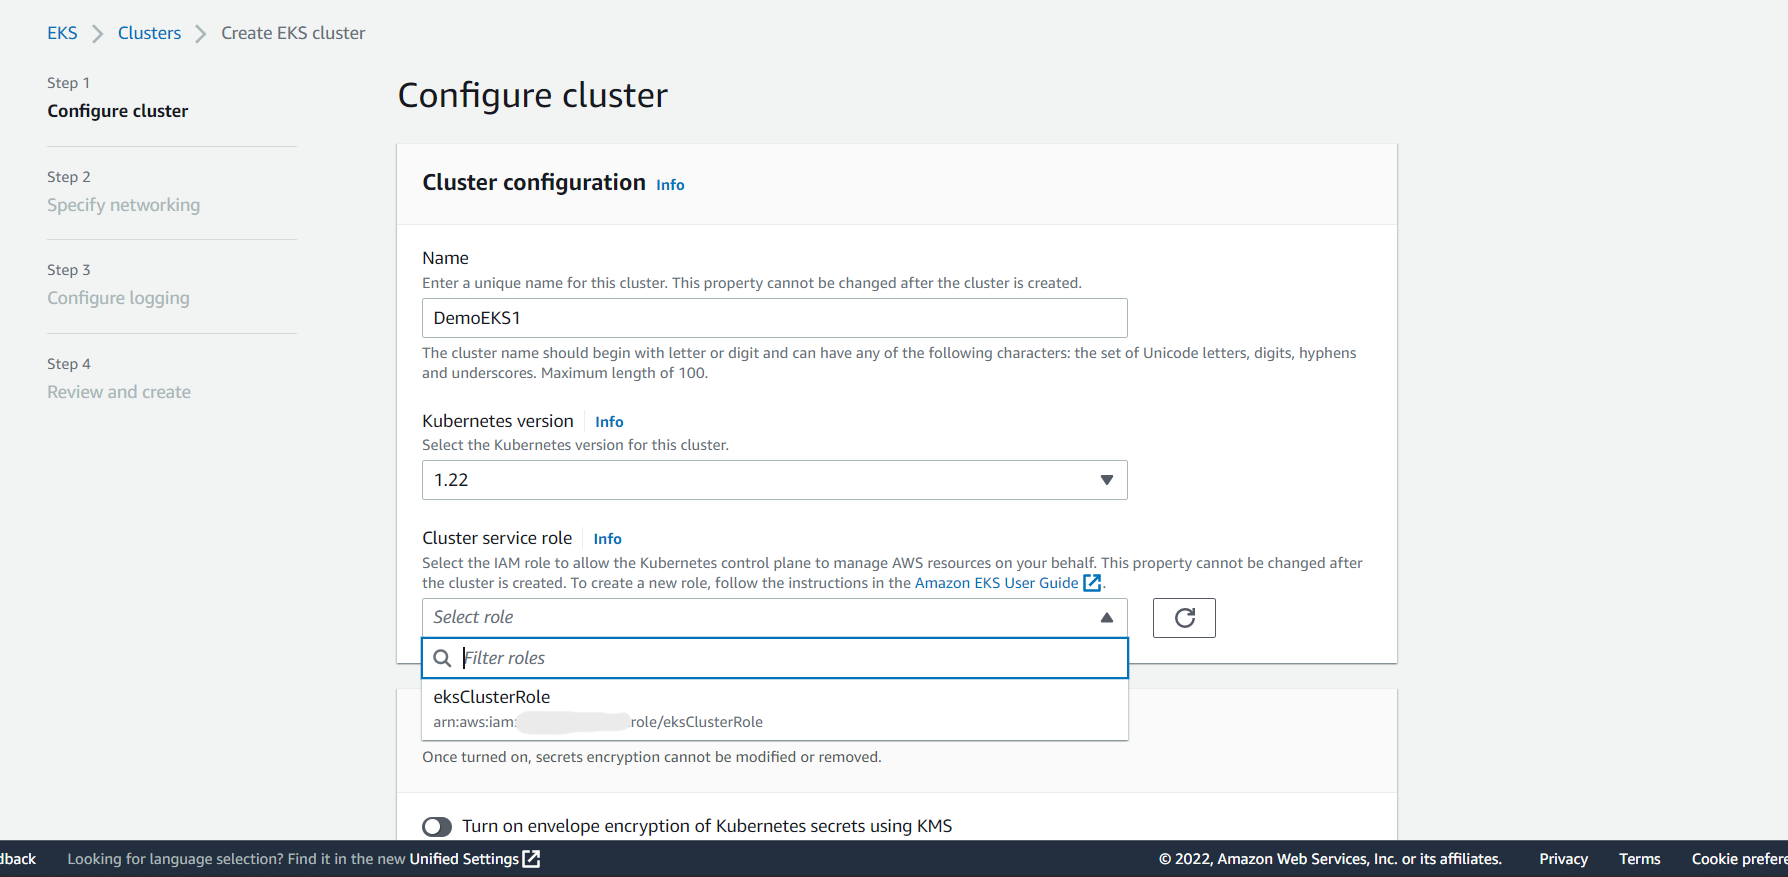 EKS > Clusters > Create EKS cluster
Step 1
Configure cluster
Step 2
Specify networking
Step 3
Configure logging
Step 4
Review and create
Configure cluster
Cluster configuration Info
Name
Enter a unique name for this cluster. This property cannot be changed after the cluster is created.
DemoEKS1
The cluster name should begin with letter or digit and can have any of the following characters: the set of Unicode letters, digits, hyphens
and underscores. Maximum length of 100.
Kubernetes version Info
Select the Kubernetes version for this cluster.
1.22
Cluster service role Info
Select the IAM role to allow the Kubernetes control plane to manage AWS resources on your behalf. This property cannot be changed after
the cluster is created. To create a new role, follow the instructions in the Amazon EKS User Guide.
Select role
Filter roles
eksClusterRole
arn:aws:iam: role/eksClusterRole
Once turned on, secrets encryption cannot be modified or removed.
Turn on envelope encryption of Kubernetes secrets using KMS
dback Looking for language selection? Find it in the new Unified Settings © 2022, Amazon Web Services, Inc. or its affiliates. Privacy Terms Cookie prefere